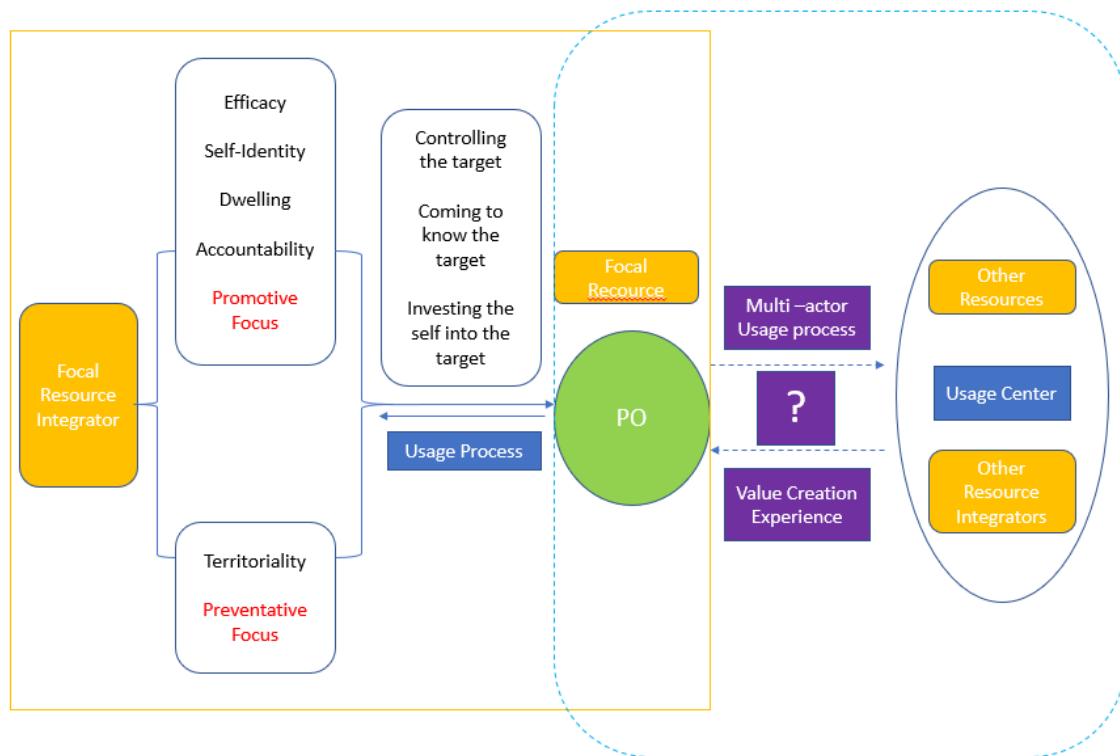 Efficacy
Self-Identity
Dwelling
Accountability
Promotive
Focus
Controlling
the target
Coming to
know the
target
Investing the
self into the
target
Focal
Resource
Integrator
Usage Process
Territoriality
Preventative
Focus
Focal
Recource
PO
Multi –actor
Usage process
?
Value Creation
Experience
Other
Resources
Usage Center
Other
Resource
Integrators